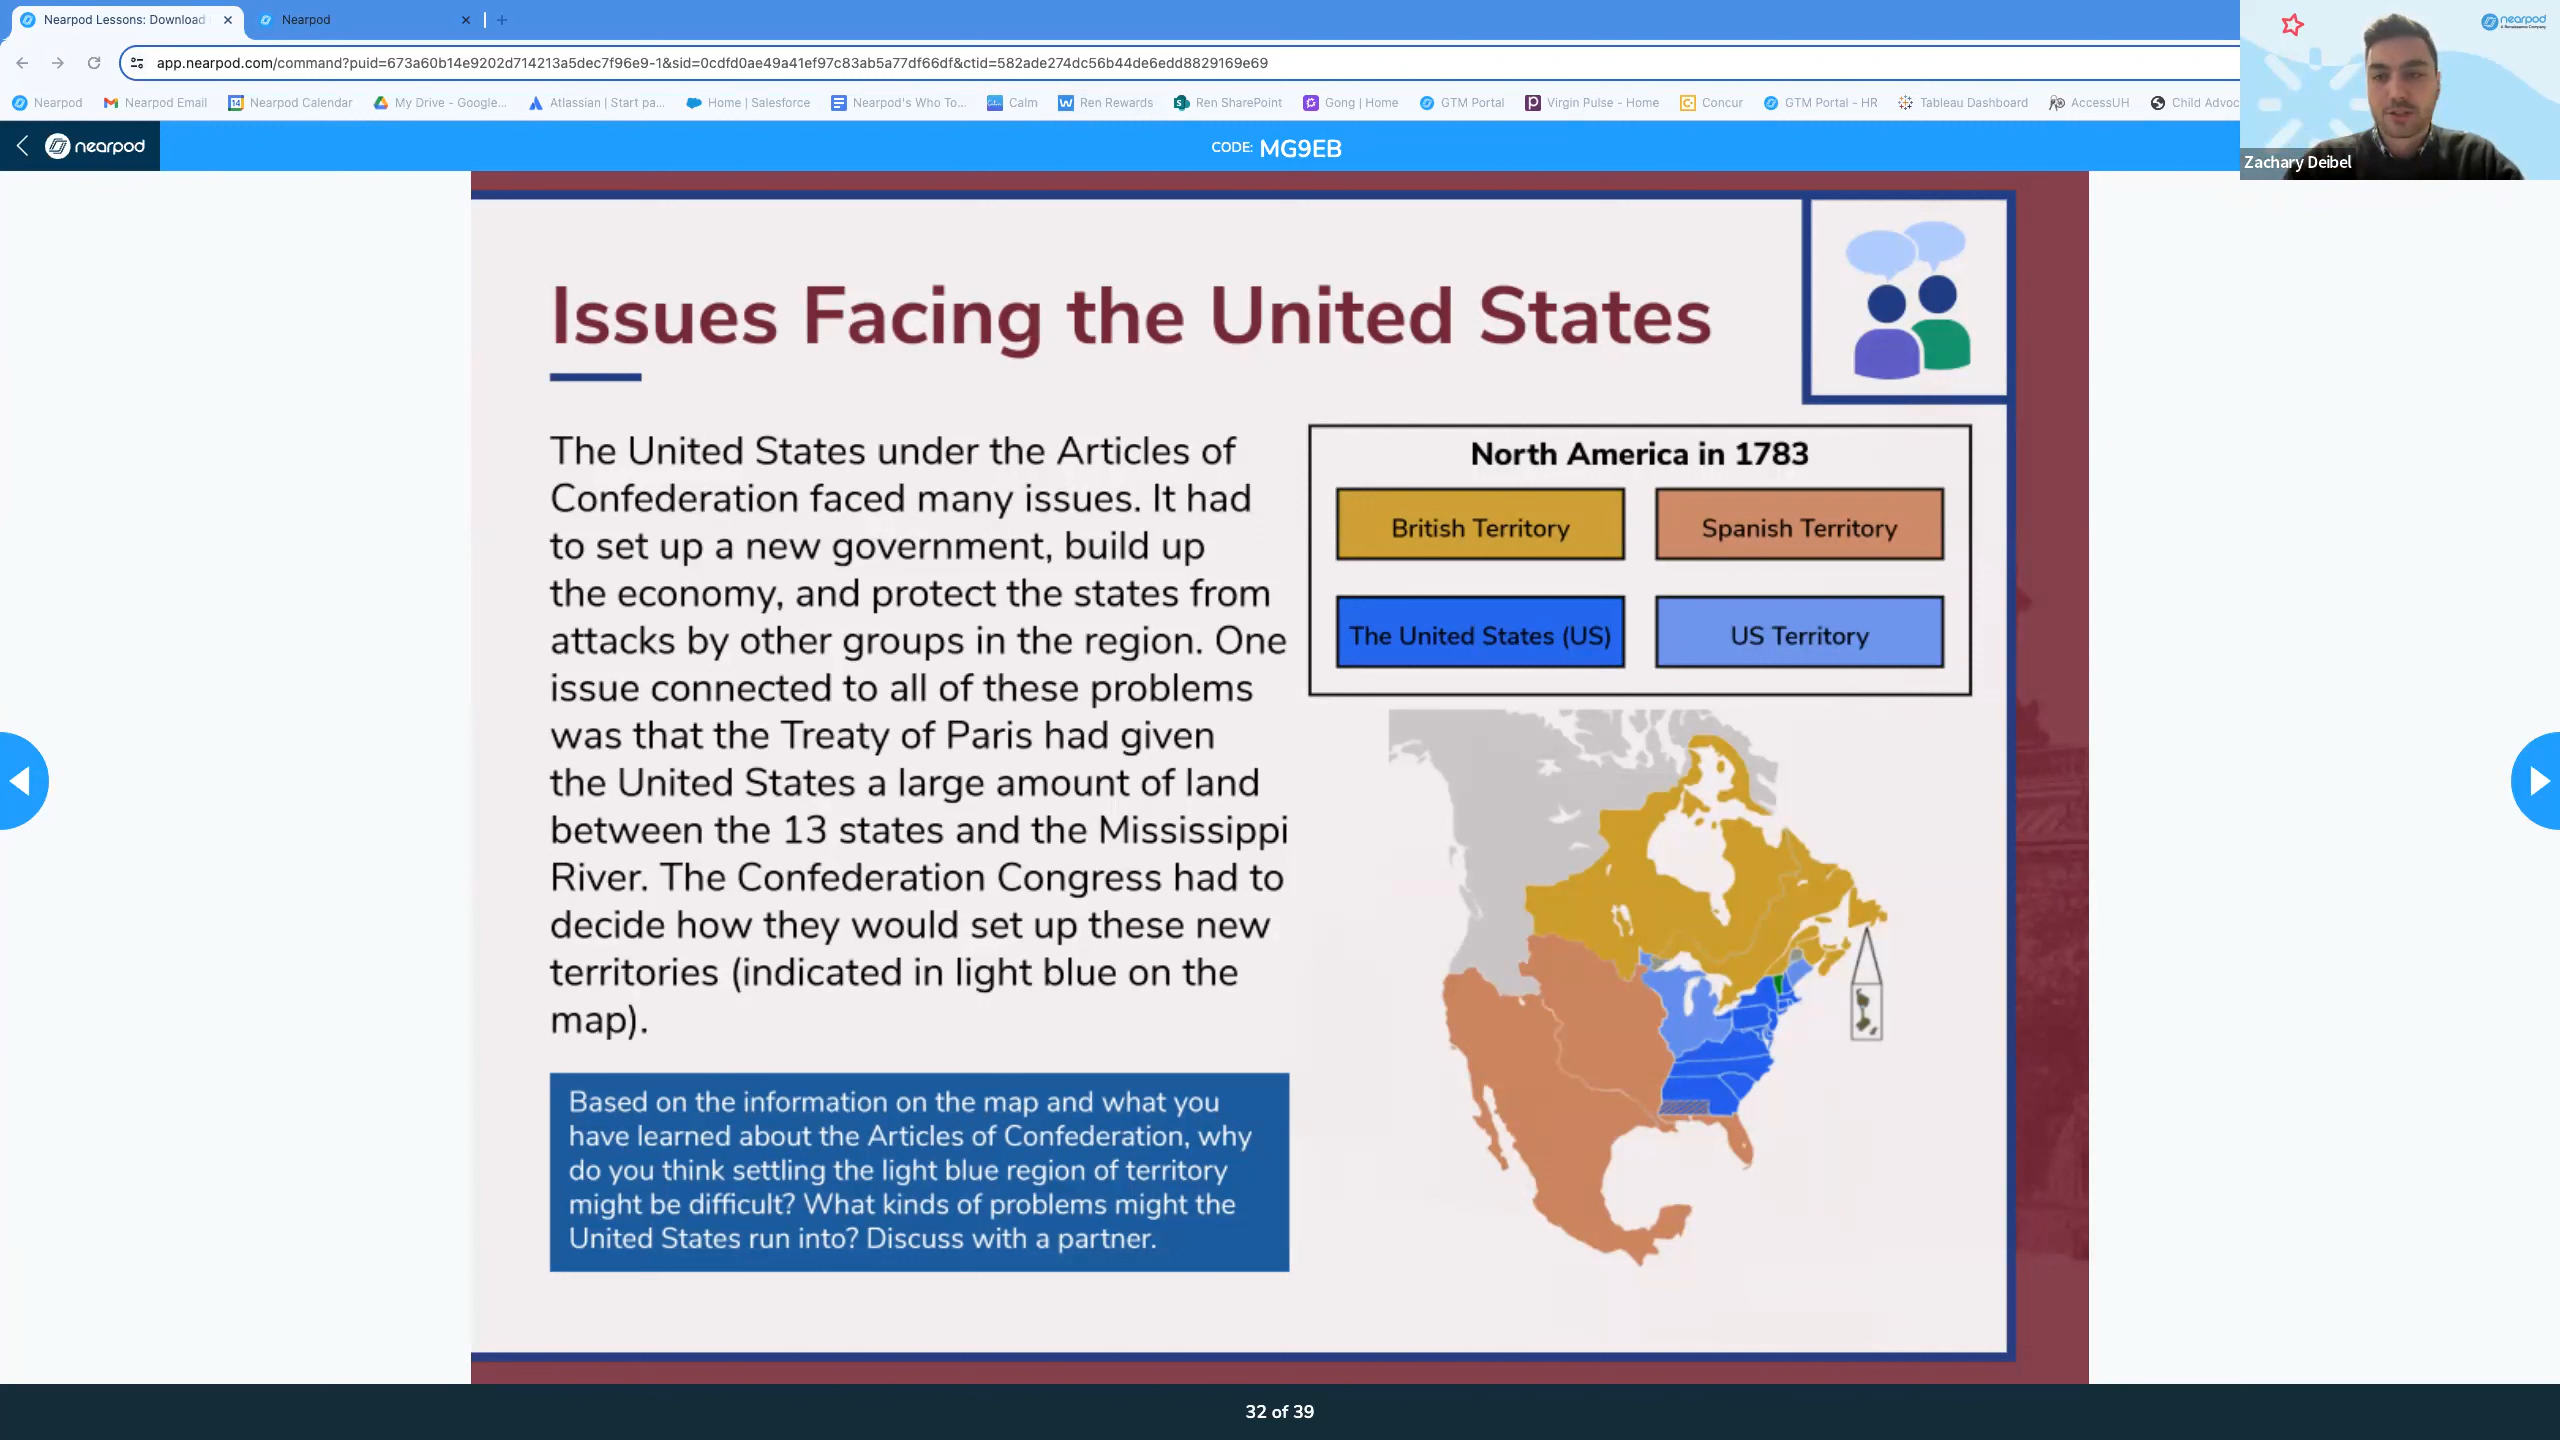 Nearpod Lessons: Download
Nearpod
app.nearpod.com/command?puid=673a60b14e9202d714213a5dec7f96e9-1&sid=0cdfd0ae49a41ef97c83ab5a77df66df&ctid=582ade274dc56b44de6edd8829169e69
Nearpod
Nearpod Email
Nearpod Calendar
My Drive - Google...
Atlassian | Start pa...
Home | Salesforce
Nearpod's Who To...
Calm
Ren Rewards
Ren SharePoint
Gong | Home
GTM Portal
Virgin Pulse - Home
Concur
GTM Portal - HR
Tableau Dashboard
AccessUH
Child Advoc
nearpod
Zachary Deibel
nearpod
CODE: MG9EB
Issues Facing the United States
The United States under the Articles of
Confederation faced many issues. It had
to set up a new government, build up
the economy, and protect the states from
attacks by other groups in the region. One
issue connected to all of these problems
was that the Treaty of Paris had given
the United States a large amount of land
between the 13 states and the Mississippi
River. The Confederation Congress had to
decide how they would set up these new
territories (indicated in light blue on the
map).
Based on the information on the map and what you
have learned about the Articles of Confederation, why
do you think settling the light blue region of territory
might be difficult? What kinds of problems might the
United States run into? Discuss with a partner.
North America in 1783
British Territory
Spanish Territory
The United States (US)
US Territory
32 of 39